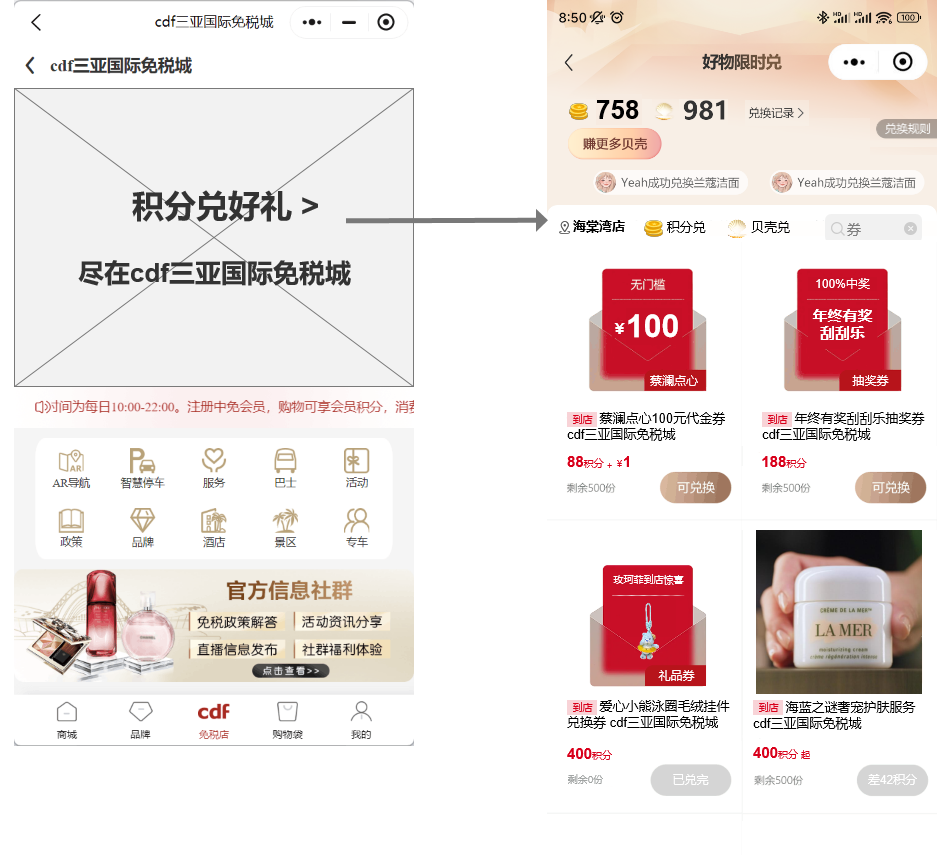 cdf三亚国际免税城
cdf三亚国际免税城
积分兑好礼 >
尽在cdf三亚国际免税城
时间为每日10:00-22:00。注册中免会员，购物可享会员积分，消费
AR
AR导航
智慧停车
服务
巴士
活动
政策
品牌
酒店
景区
专车
官方信息社群
免税政策解答
活动资讯分享
直播信息发布
社群福利体验
点击查看>>
商城
品牌
cdf
免税店
购物袋
我的
8:50
HD
HD
100
好物限时兑
758
981
兑换记录
兑换规则
赚更多贝壳
Yeah成功兑换兰蔻洁面
Yeah成功兑换兰蔻洁面
海棠湾店
积分兑
贝壳兑
券
无门槛
¥100
蔡澜点心
到店 蔡澜点心100元代金券
cdf三亚国际免税城
88积分 + ¥1
剩余500份
可兑换
100%中奖
年终有奖
刮刮乐
抽奖券
到店 年终有奖刮刮乐抽奖券
cdf三亚国际免税城
188积分
剩余500份
可兑换
玫珂菲到店惊喜
礼品券
到店 爱心小熊泳圈毛绒挂件
兑换券 cdf三亚国际免税城
400积分
剩余0份
已兑完
CRÈME DE LA MER
LA MER
moisturizing cream
crème régénération intense
到店 海蓝之谜奢宠护肤服务
cdf三亚国际免税城
400积分 起
剩余500份
差42积分